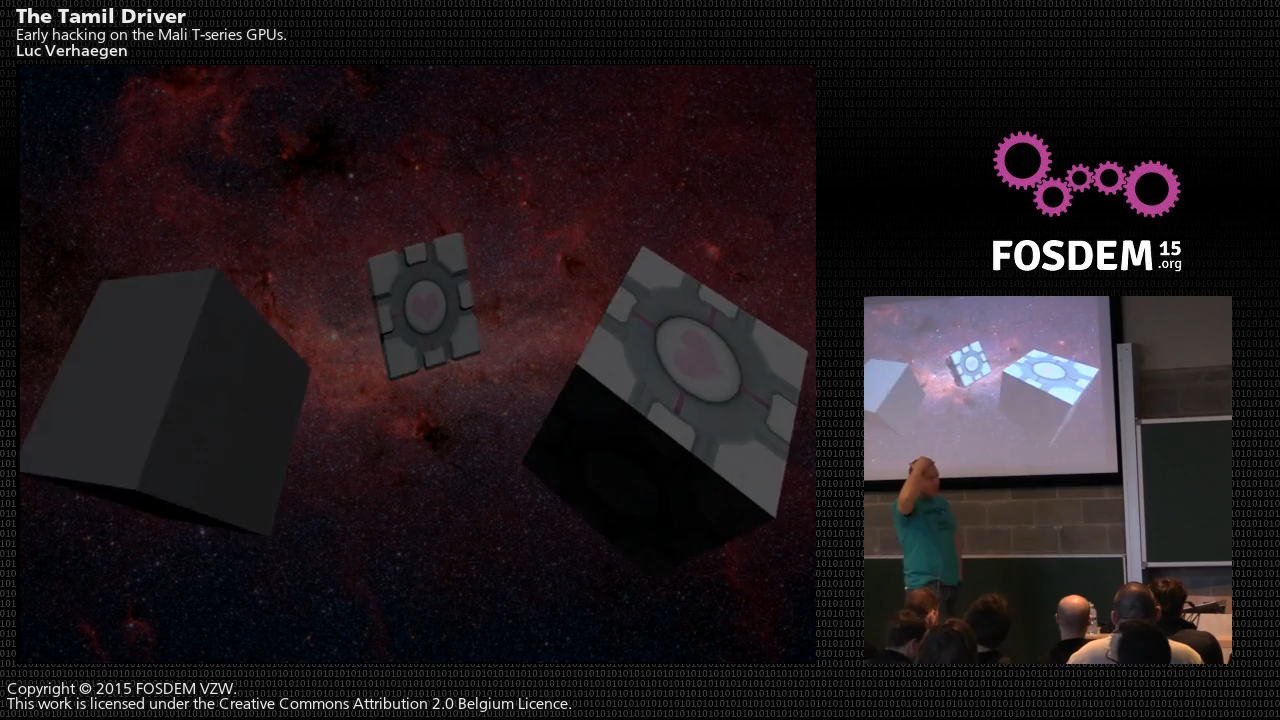 The Tamil Driver
Early hacking on the Mali T-series GPUs.
Luc Verhaegen
FOSDEM 15
.org
Copyright © 2015 FOSDEM VZW.
This work is licensed under the Creative Commons Attribution 2.0 Belgium Licence.